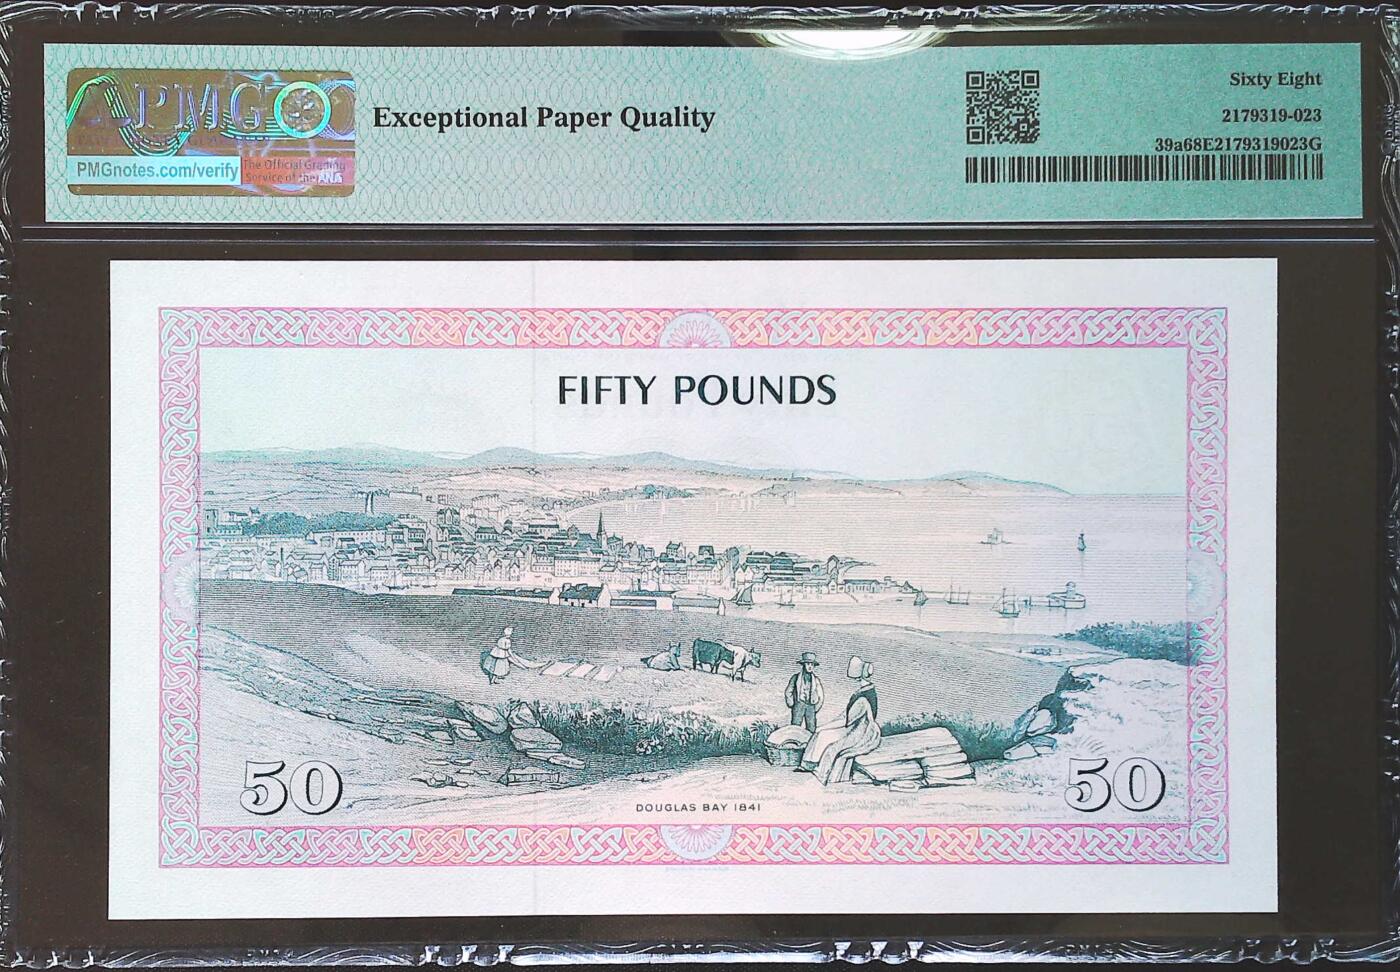 PMG
PMGnotes.com/verify
The Official Grading
Service of the ANA
Exceptional Paper Quality
Sixty Eight
2179319-023
39a68E2179319023G
FIFTY POUNDS
50
50
DOUGLAS BAY 1841